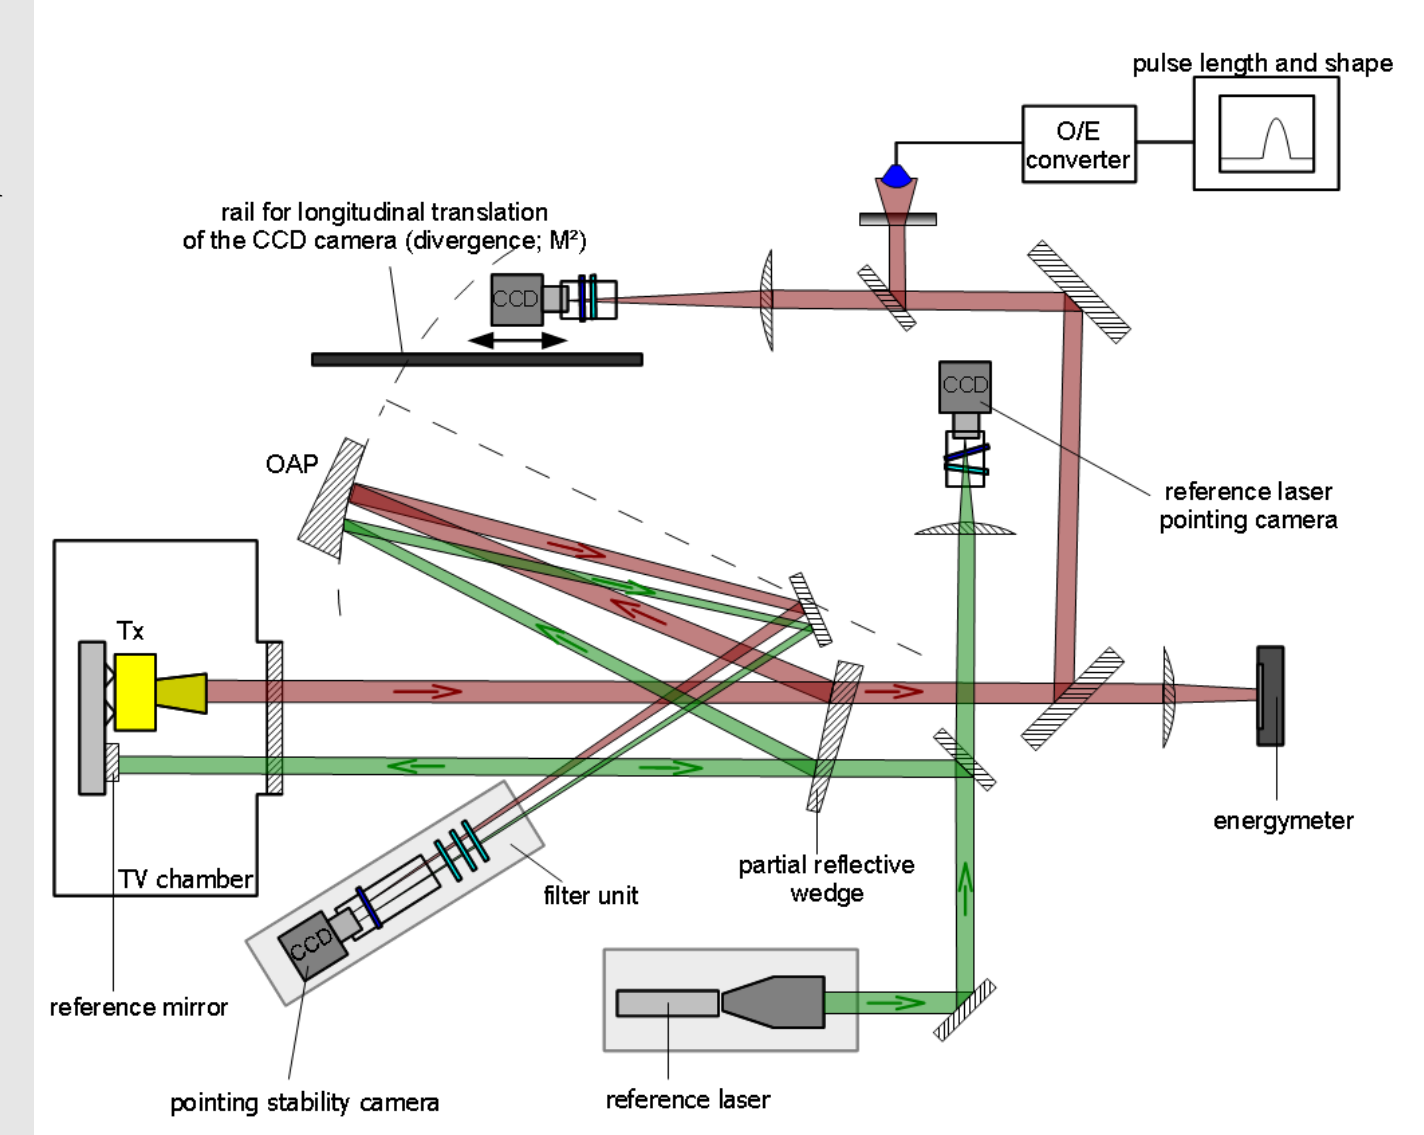 pulse length and shape
O/E
converter
rail for longitudinal translation
of the CCD camera (divergence; M²)
CCD
CCD
OAP
reference laser
pointing camera
Tx
energymeter
partial reflective
wedge
TV chamber
filter unit
CCD
reference mirror
pointing stability camera
reference laser